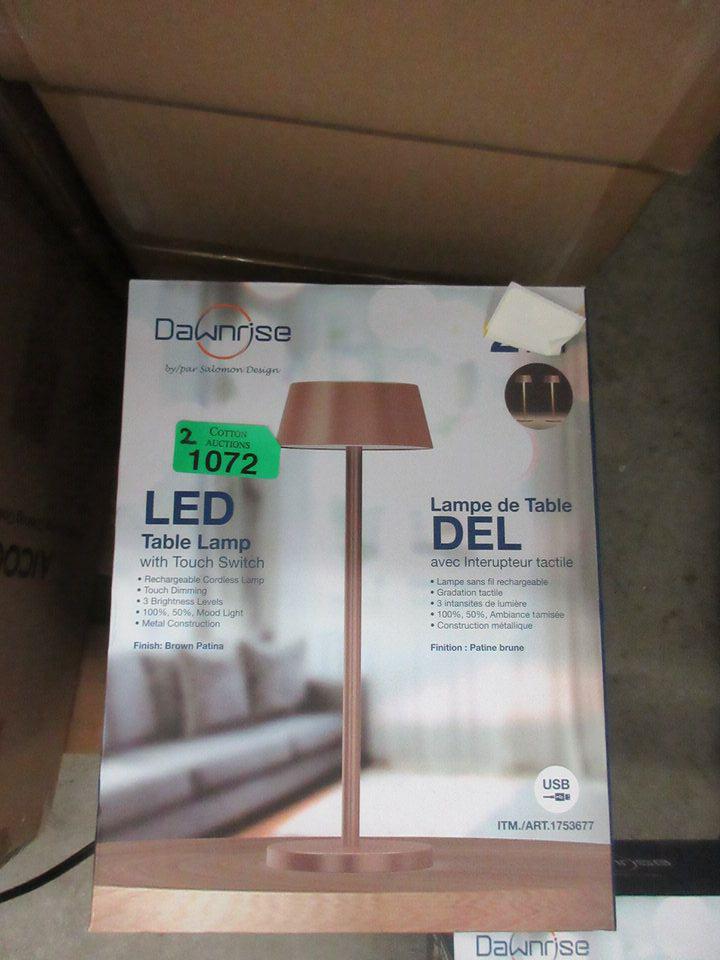 Dawnrise
by/par Salomon Design
2 COTTON
AUCTIONS
1072
LED
Table Lamp
with Touch Switch
• Rechargeable Cordless Lamp
• Touch Dimming
• 3 Brightness Levels
• 100%, 50%, Mood Light
• Metal Construction
Finish: Brown Patina
Lampe de Table
DEL
avec Interupteur tactile
• Lampe sans fil rechargeable
• Gradation tactile
• 3 intansites de lumière
• 100%, 50%, Ambiance tamisée
• Construction métallique
Finition : Patine brune
USB
ITM./ART.1753677
Dawnrise